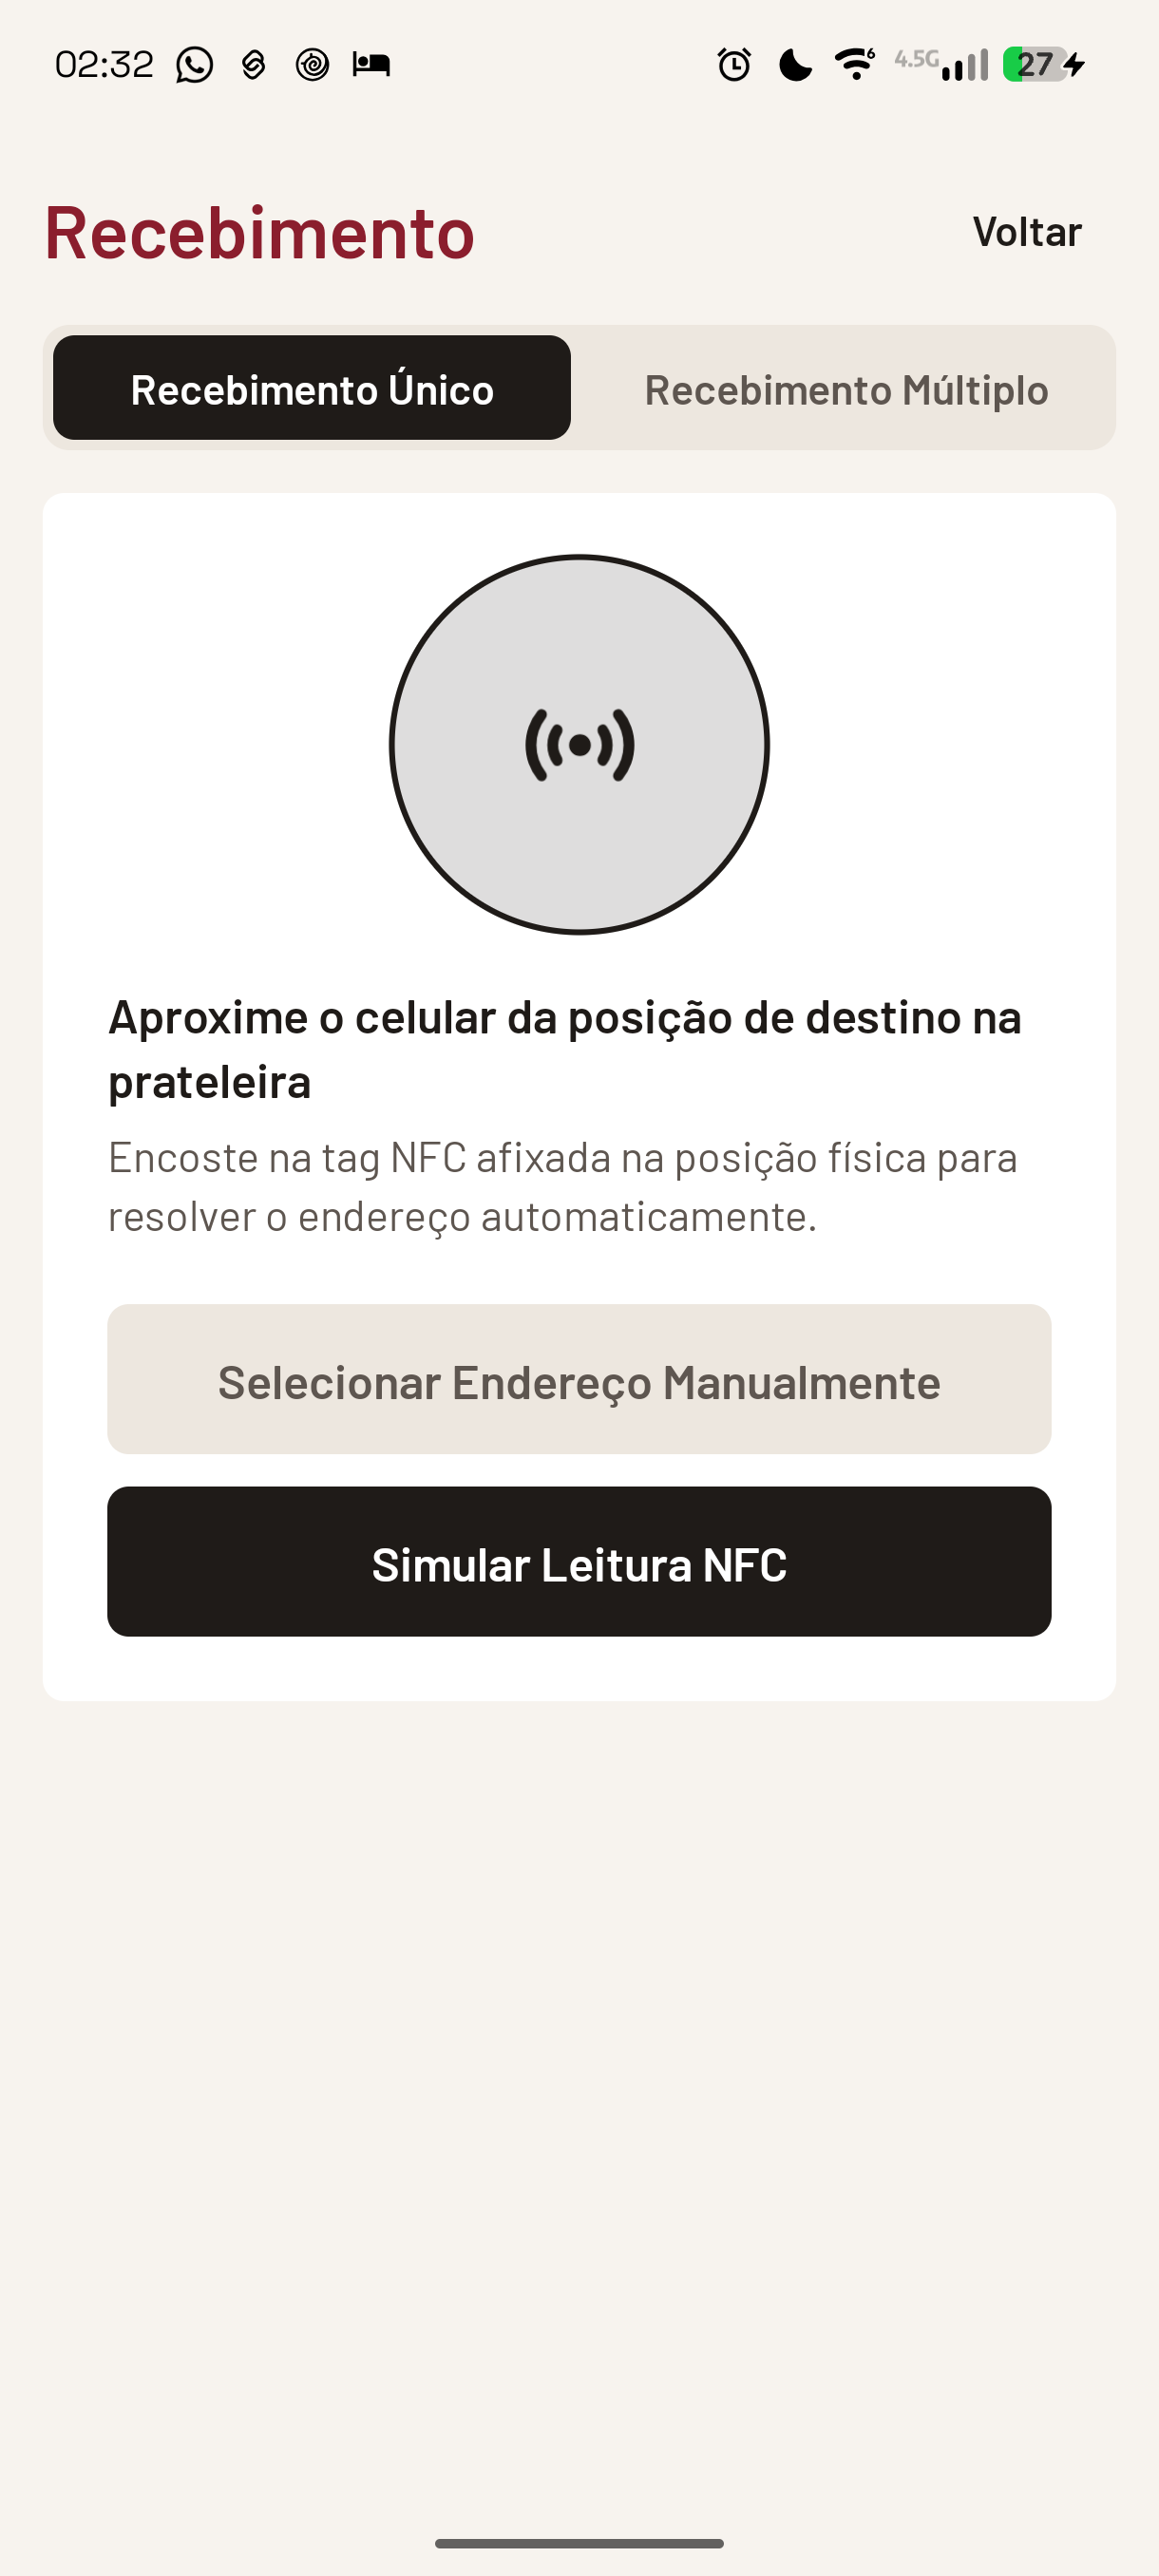 02:32
4.5G
27
Recebimento
Voltar
Recebimento Único
Recebimento Múltiplo
Aproxime o celular da posição de destino na
prateleira
Encoste na tag NFC afixada na posição física para
resolver o endereço automaticamente.
Selecionar Endereço Manualmente
Simular Leitura NFC